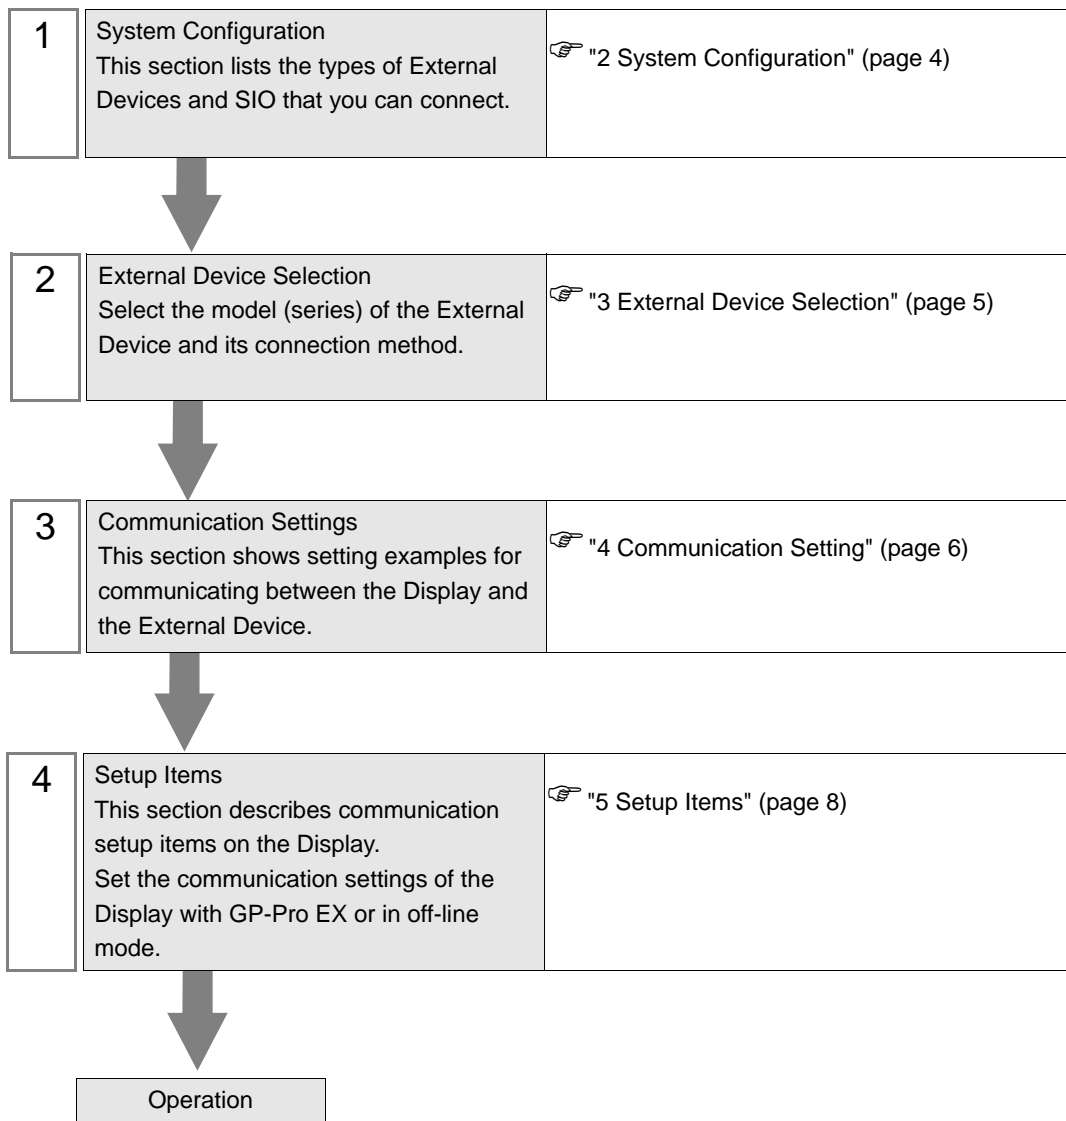 1
System Configuration
This section lists the types of External
Devices and SIO that you can connect.
"2 System Configuration" (page 4)
2
External Device Selection
Select the model (series) of the External
Device and its connection method.
"3 External Device Selection" (page 5)
3
Communication Settings
This section shows setting examples for
communicating between the Display and
the External Device.
"4 Communication Setting" (page 6)
4
Setup Items
This section describes communication
setup items on the Display.
Set the communication settings of the
Display with GP-Pro EX or in off-line
mode.
"5 Setup Items" (page 8)
Operation